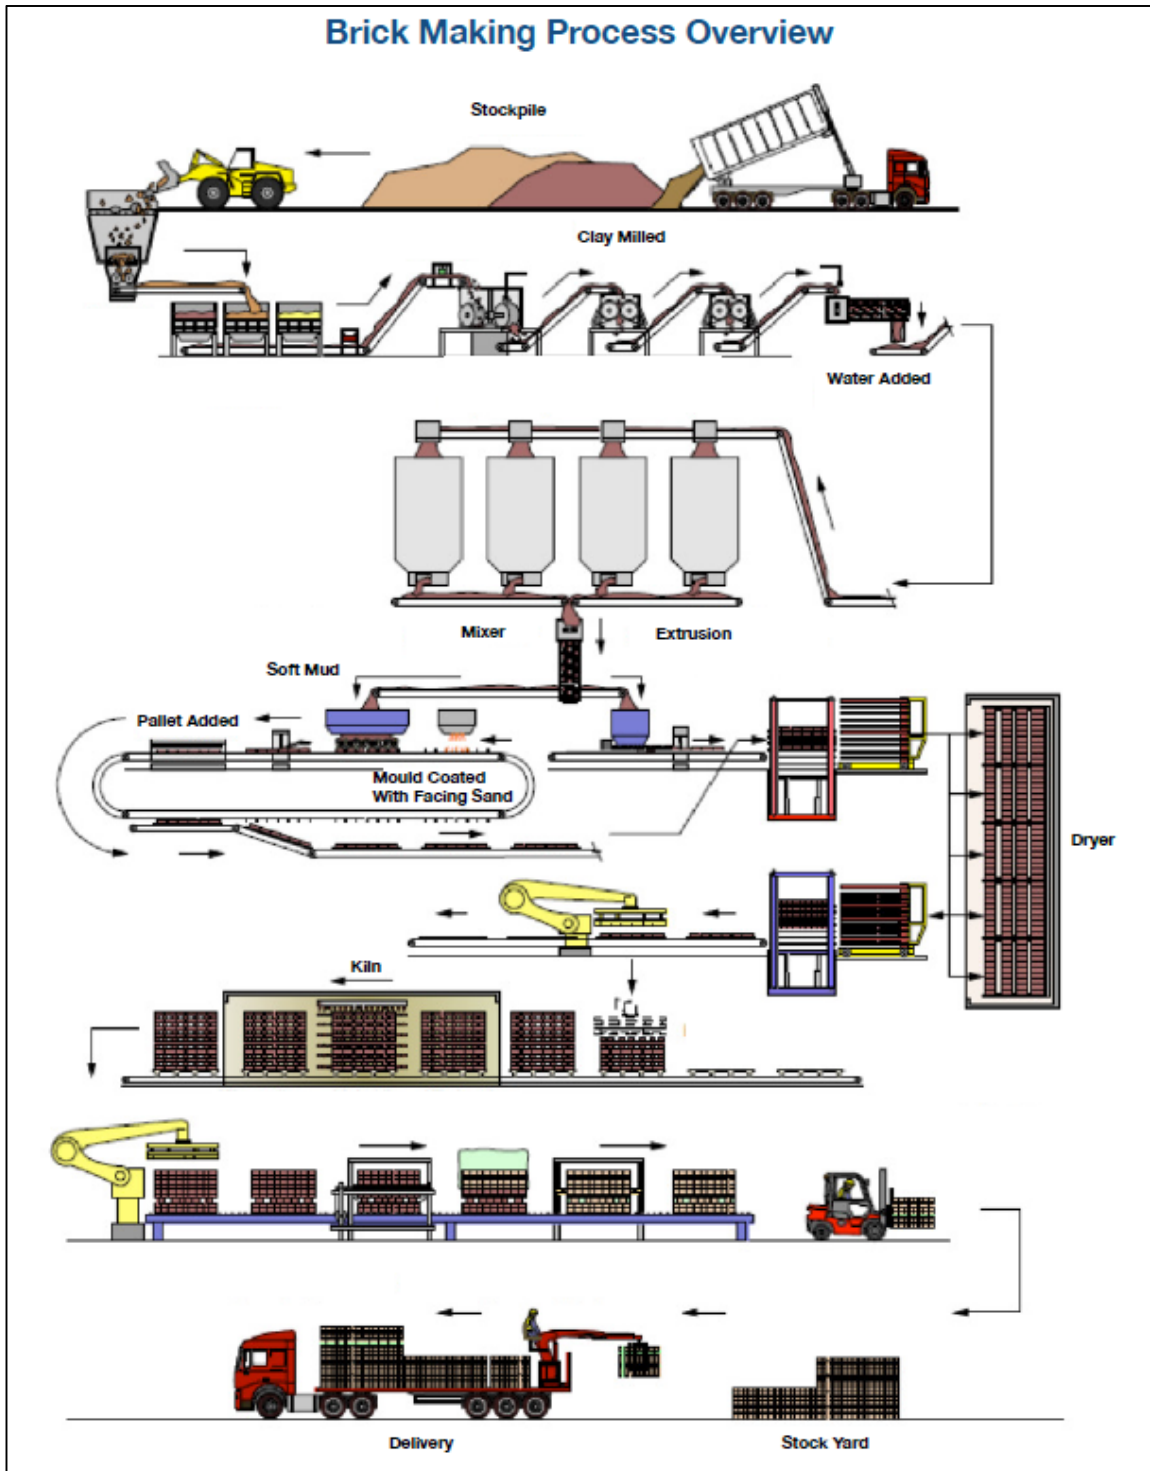 Brick Making Process Overview
Stockpile
Clay Milled
Water Added
Mixer
Extrusion
Soft Mud
Pallet Added
Mould Coated
With Facing Sand
Dryer
Kiln
Delivery
Stock Yard